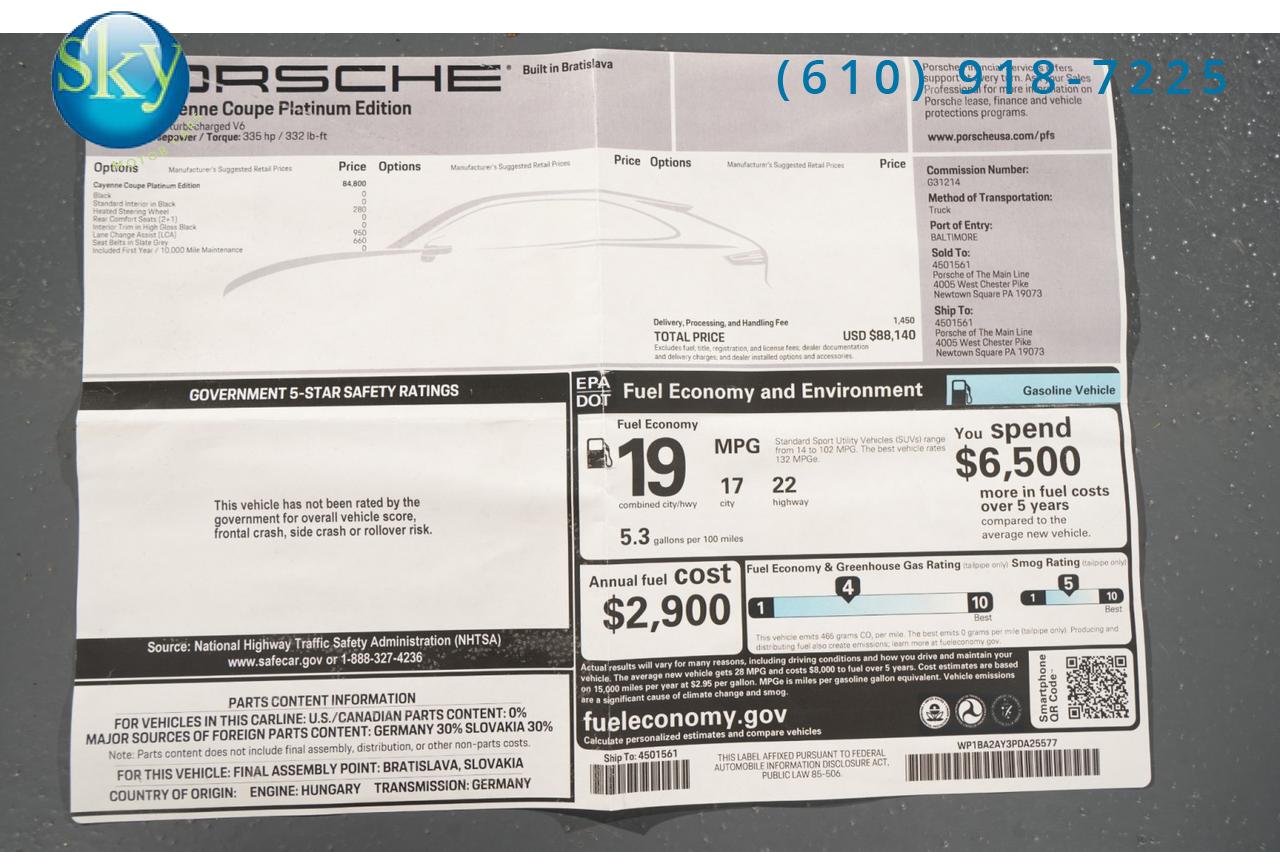 sky
MOTOR
(610) 918-7225
ORSCHE® Built in Bratislava
enne Coupe Platinum Edition
turbocharged V6
sepower / Torque: 335 hp / 332 lb-ft
Porsche Financial Services offers
support at every turn. Ask your Sales
Professional for more information on
Porsche lease, finance and vehicle
protections programs.
www.porscheusa.com/pfs
Options Manufacturer's Suggested Retail Prices Price Options Manufacturer's Suggested Retail Prices Price Options Manufacturer's Suggested Retail Prices Price
Cayenne Coupe Platinum Edition 84,800
Black 0
Standard Interior in Black 0
Heated Steering Wheel 280
Rear Comfort Seats (2+1) 0
Interior Trim in High Gloss Black 0
Lane Change Assist (LCA) 950
Seat Belts in Slate Grey 660
Included First Year / 10,000 Mile Maintenance 0
Delivery, Processing, and Handling Fee 1,450
TOTAL PRICE USD $88,140
Excludes fuel, title, registration, and license fees; dealer documentation
and delivery charges; and dealer installed options and accessories.
Commission Number:
G31214
Method of Transportation:
Truck
Port of Entry:
BALTIMORE
Sold To:
4501561
Porsche of The Main Line
4005 West Chester Pike
Newtown Square PA 19073
Ship To:
4501561
Porsche of The Main Line
4005 West Chester Pike
Newtown Square PA 19073
GOVERNMENT 5-STAR SAFETY RATINGS
This vehicle has not been rated by the
government for overall vehicle score,
frontal crash, side crash or rollover risk.
Source: National Highway Traffic Safety Administration (NHTSA)
www.safecar.gov or 1-888-327-4236
PARTS CONTENT INFORMATION
FOR VEHICLES IN THIS CARLINE: U.S./CANADIAN PARTS CONTENT: 0%
MAJOR SOURCES OF FOREIGN PARTS CONTENT: GERMANY 30% SLOVAKIA 30%
Note: Parts content does not include final assembly, distribution, or other non-parts costs.
FOR THIS VEHICLE: FINAL ASSEMBLY POINT: BRATISLAVA, SLOVAKIA
COUNTRY OF ORIGIN: ENGINE: HUNGARY TRANSMISSION: GERMANY
EPA
DOT
Fuel Economy and Environment
Gasoline Vehicle
Fuel Economy
19
combined city/hwy
MPG
17
city
22
highway
5.3 gallons per 100 miles
Standard Sport Utility Vehicles (SUVs) range
from 14 to 102 MPG. The best vehicle rates
132 MPGe.
You spend
$6,500
more in fuel costs
over 5 years
compared to the
average new vehicle.
Annual fuel cost
$2,900
Fuel Economy & Greenhouse Gas Rating (tailpipe only)
1 4 10
Best
Smog Rating (tailpipe only)
1 5 10
Best
This vehicle emits 465 grams CO₂ per mile. The best emits 0 grams per mile (tailpipe only). Producing and
distributing fuel also create emissions; learn more at fueleconomy.gov.
Actual results will vary for many reasons, including driving conditions and how you drive and maintain your
vehicle. The average new vehicle gets 28 MPG and costs $8,000 to fuel over 5 years. Cost estimates are based
on 15,000 miles per year at $2.95 per gallon. MPGe is miles per gasoline gallon equivalent. Vehicle emissions
are a significant cause of climate change and smog.
fueleconomy.gov
Calculate personalized estimates and compare vehicles
Smartphone
QR Code™
Ship To: 4501561
THIS LABEL AFFIXED PURSUANT TO FEDERAL
AUTOMOBILE INFORMATION DISCLOSURE ACT,
PUBLIC LAW 85-506.
WP1BA2AY3PDA25577